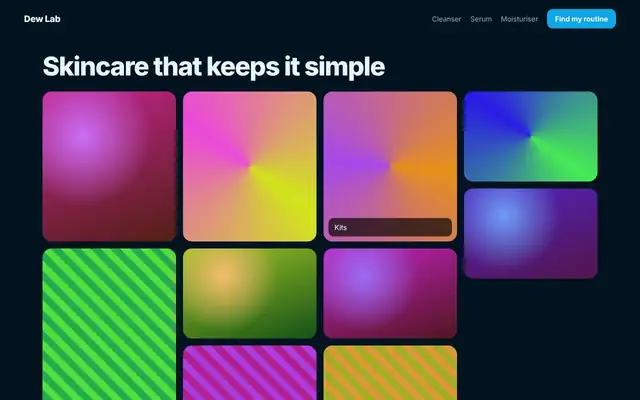 Dew Lab
Cleanser Serum Moisturiser Find my routine
Skincare that keeps it simple
Kits